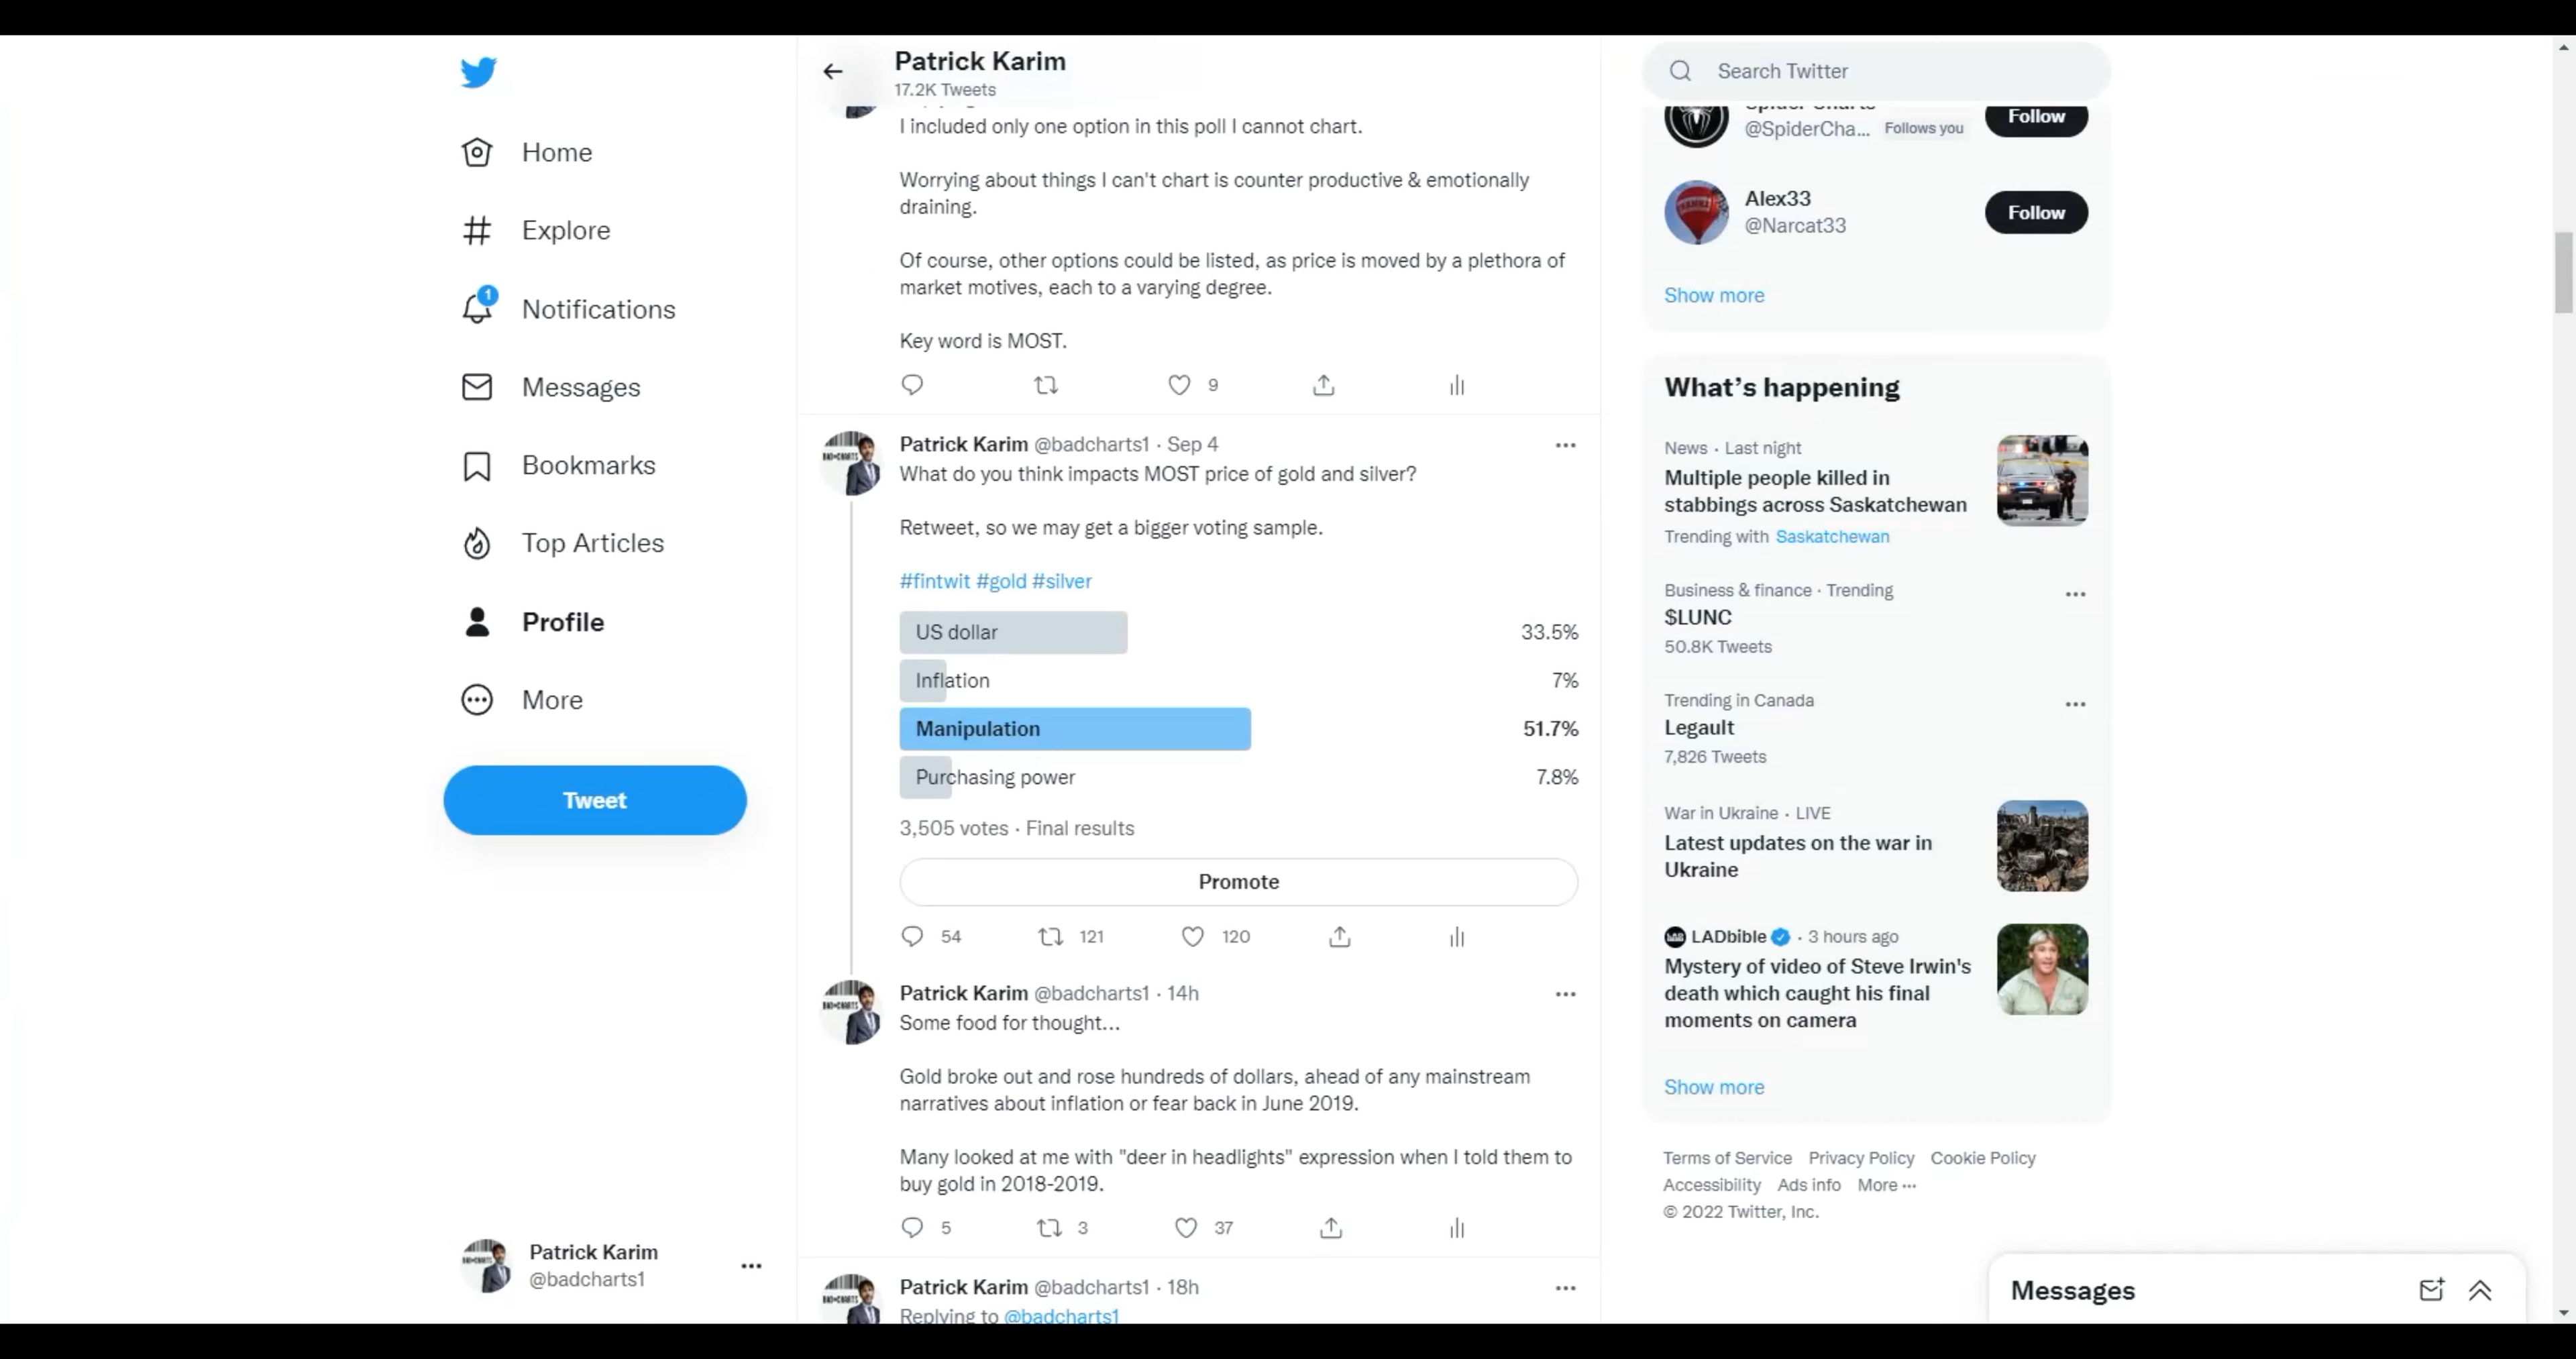 Home
Explore
1
Notifications
Messages
Bookmarks
Top Articles
Profile
More
Tweet
Patrick Karim
@badcharts1
Patrick Karim
17.2K Tweets
I included only one option in this poll I cannot chart.
Worrying about things I can't chart is counter productive & emotionally
draining.
Of course, other options could be listed, as price is moved by a plethora of
market motives, each to a varying degree.
Key word is MOST.
9
Patrick Karim @badcharts1 · Sep 4
What do you think impacts MOST price of gold and silver?
Retweet, so we may get a bigger voting sample.
#fintwit #gold #silver
US dollar 33.5%
Inflation 7%
Manipulation 51.7%
Purchasing power 7.8%
3,505 votes · Final results
Promote
54 121 120
Patrick Karim @badcharts1 · 14h
Some food for thought...
Gold broke out and rose hundreds of dollars, ahead of any mainstream
narratives about inflation or fear back in June 2019.
Many looked at me with "deer in headlights" expression when I told them to
buy gold in 2018-2019.
5 3 37
Patrick Karim @badcharts1 · 18h
Replying to @badcharts1
Search Twitter
Spider Charts
@SpiderCha... Follows you Follow
Alex33
@Narcat33
Follow
Show more
What's happening
News · Last night
Multiple people killed in
stabbings across Saskatchewan
Trending with Saskatchewan
Business & finance · Trending
$LUNC
50.8K Tweets
Trending in Canada
Legault
7,826 Tweets
War in Ukraine · LIVE
Latest updates on the war in
Ukraine
LADbible · 3 hours ago
Mystery of video of Steve Irwin's
death which caught his final
moments on camera
Show more
Terms of Service Privacy Policy Cookie Policy
Accessibility Ads info More ...
© 2022 Twitter, Inc.
Messages